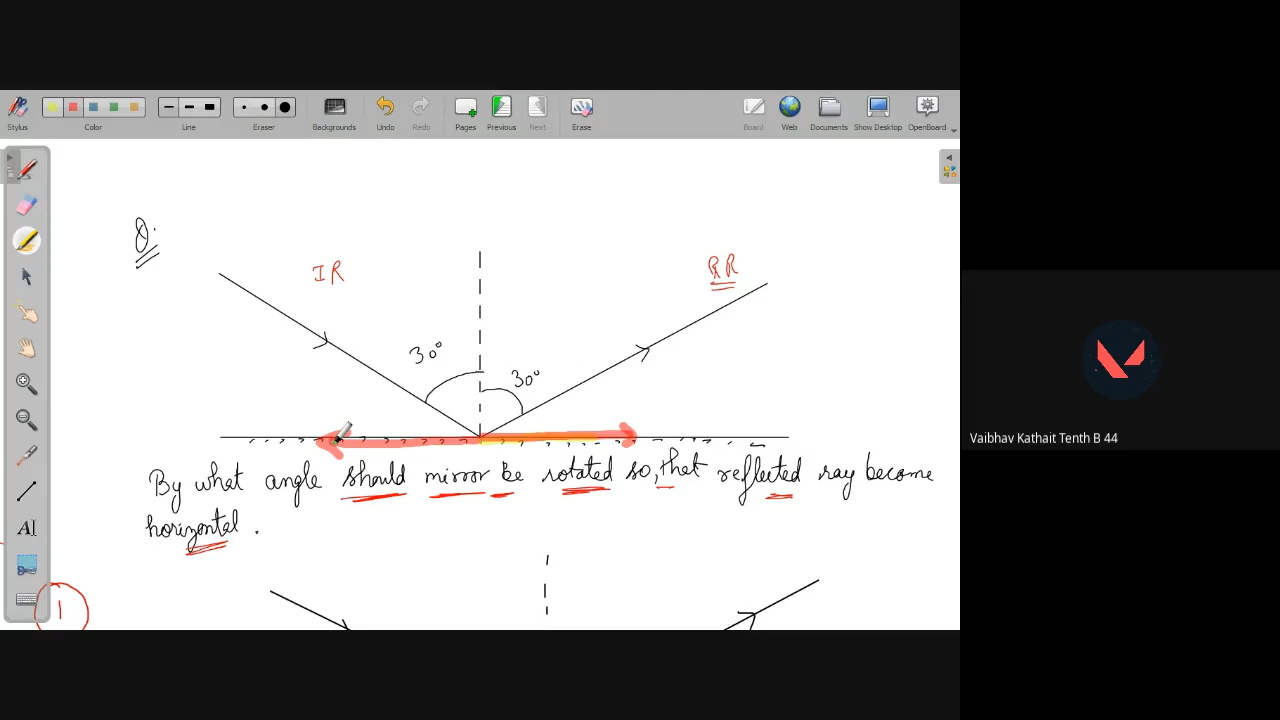 Stylus
Color
Line
Eraser
Backgrounds
Undo
Redo
Pages
Previous
Next
Erase
Board
Web
Documents
Show Desktop
OpenBoard
Q.
IR
RR
30°
30°
By what angle should mirror be rotated so, that reflected ray become
horizontal.
1
A
Vaibhav Kathait Tenth B 44